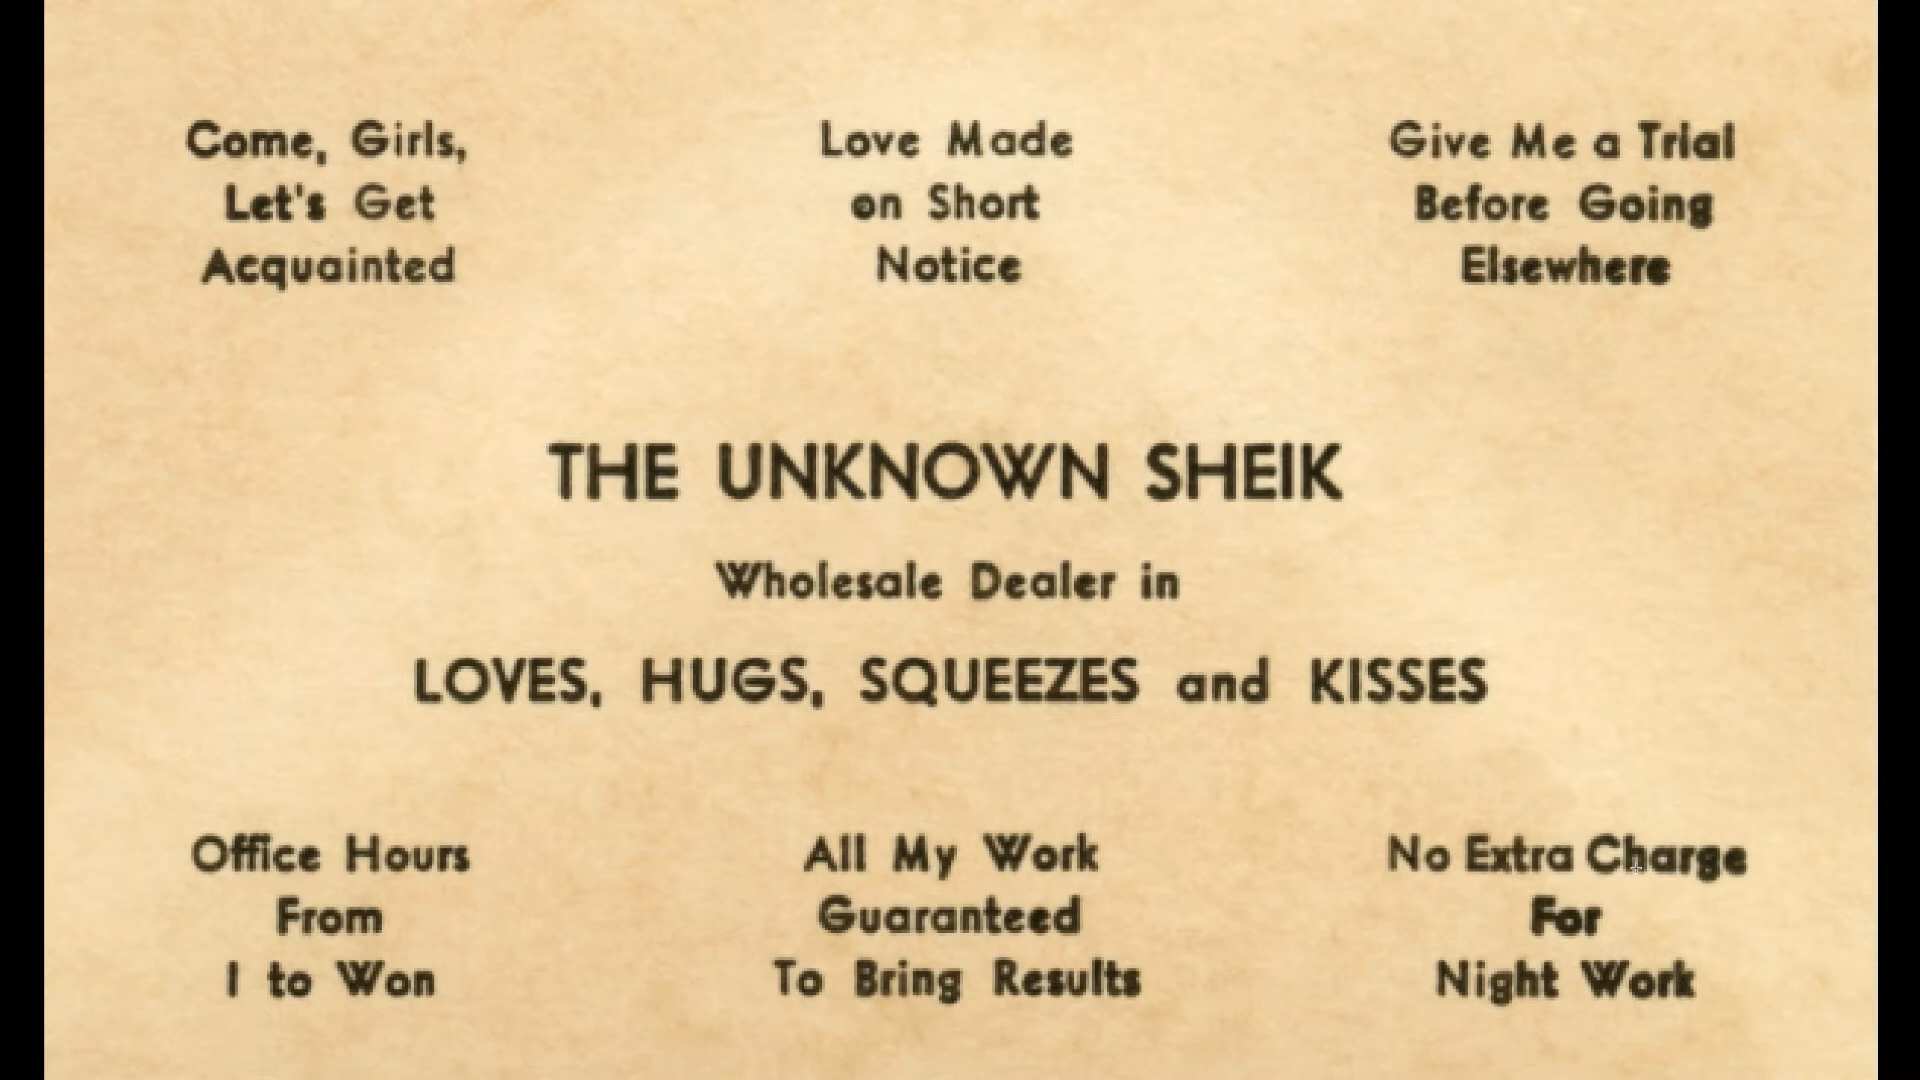 Come, Girls,
Let's Get
Acquainted
Love Made
on Short
Notice
Give Me a Trial
Before Going
Elsewhere
THE UNKNOWN SHEIK
Wholesale Dealer in
LOVES, HUGS, SQUEEZES and KISSES
Office Hours
From
I to Won
All My Work
Guaranteed
To Bring Results
No Extra Charge
For
Night Work